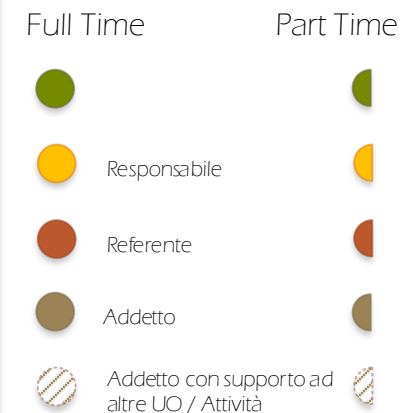 Full Time Part Time
Responsabile
Referente
Addetto
Addetto con supporto ad
altre UO / Attività